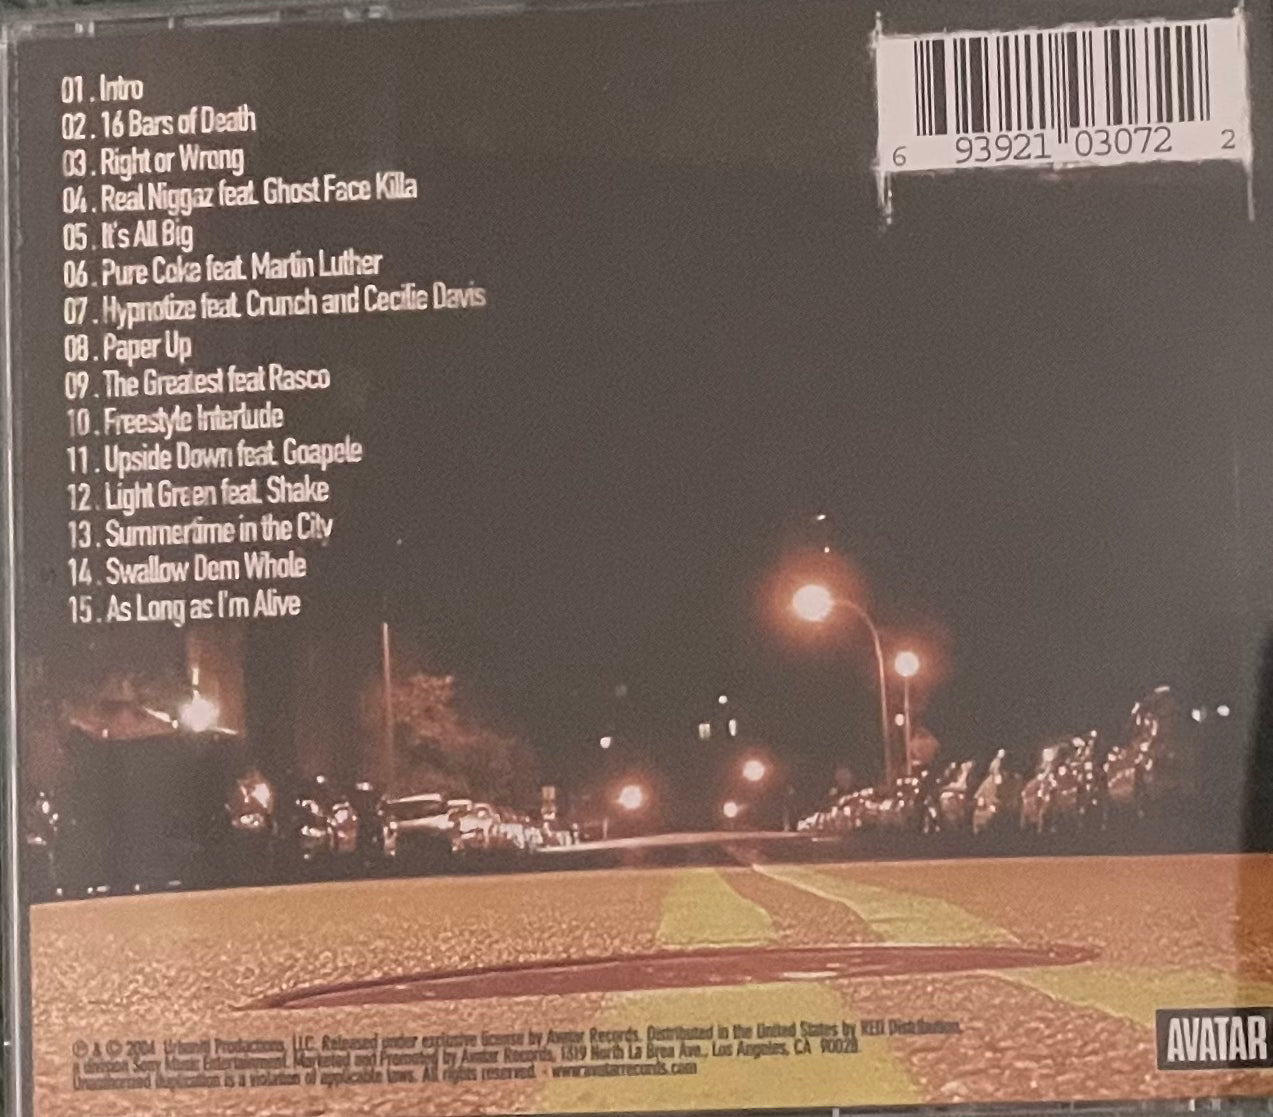 01. Intro
02. 16 Bars of Death
03. Right or Wrong
04. Real Niggaz feat. Ghost Face Killa
05. It's All Big
06. Pure Coke feat. Martin Luther
07. Hypnotize feat. Crunch and Cecilie Davis
08. Paper Up
09. The Greatest feat Rasco
10. Freestyle Interlude
11. Upside Down feat. Goapele
12. Light Green feat. Shake
13. Summertime in the City
14. Swallow Dem Whole
15. As Long as I'm Alive
6 93921 03072 2
℗ & © 2004 Productions, LLC. Released under exclusive license by Avatar Records. Distributed in the United States by RED Distribution,
a division Sony Music Entertainment. Marketed and Promoted by Avatar Records, 1319 North La Brea Ave., Los Angeles, CA 90028
Unauthorized duplication is a violation of applicable laws. All rights reserved. - www.avatarrecords.com
AVATAR